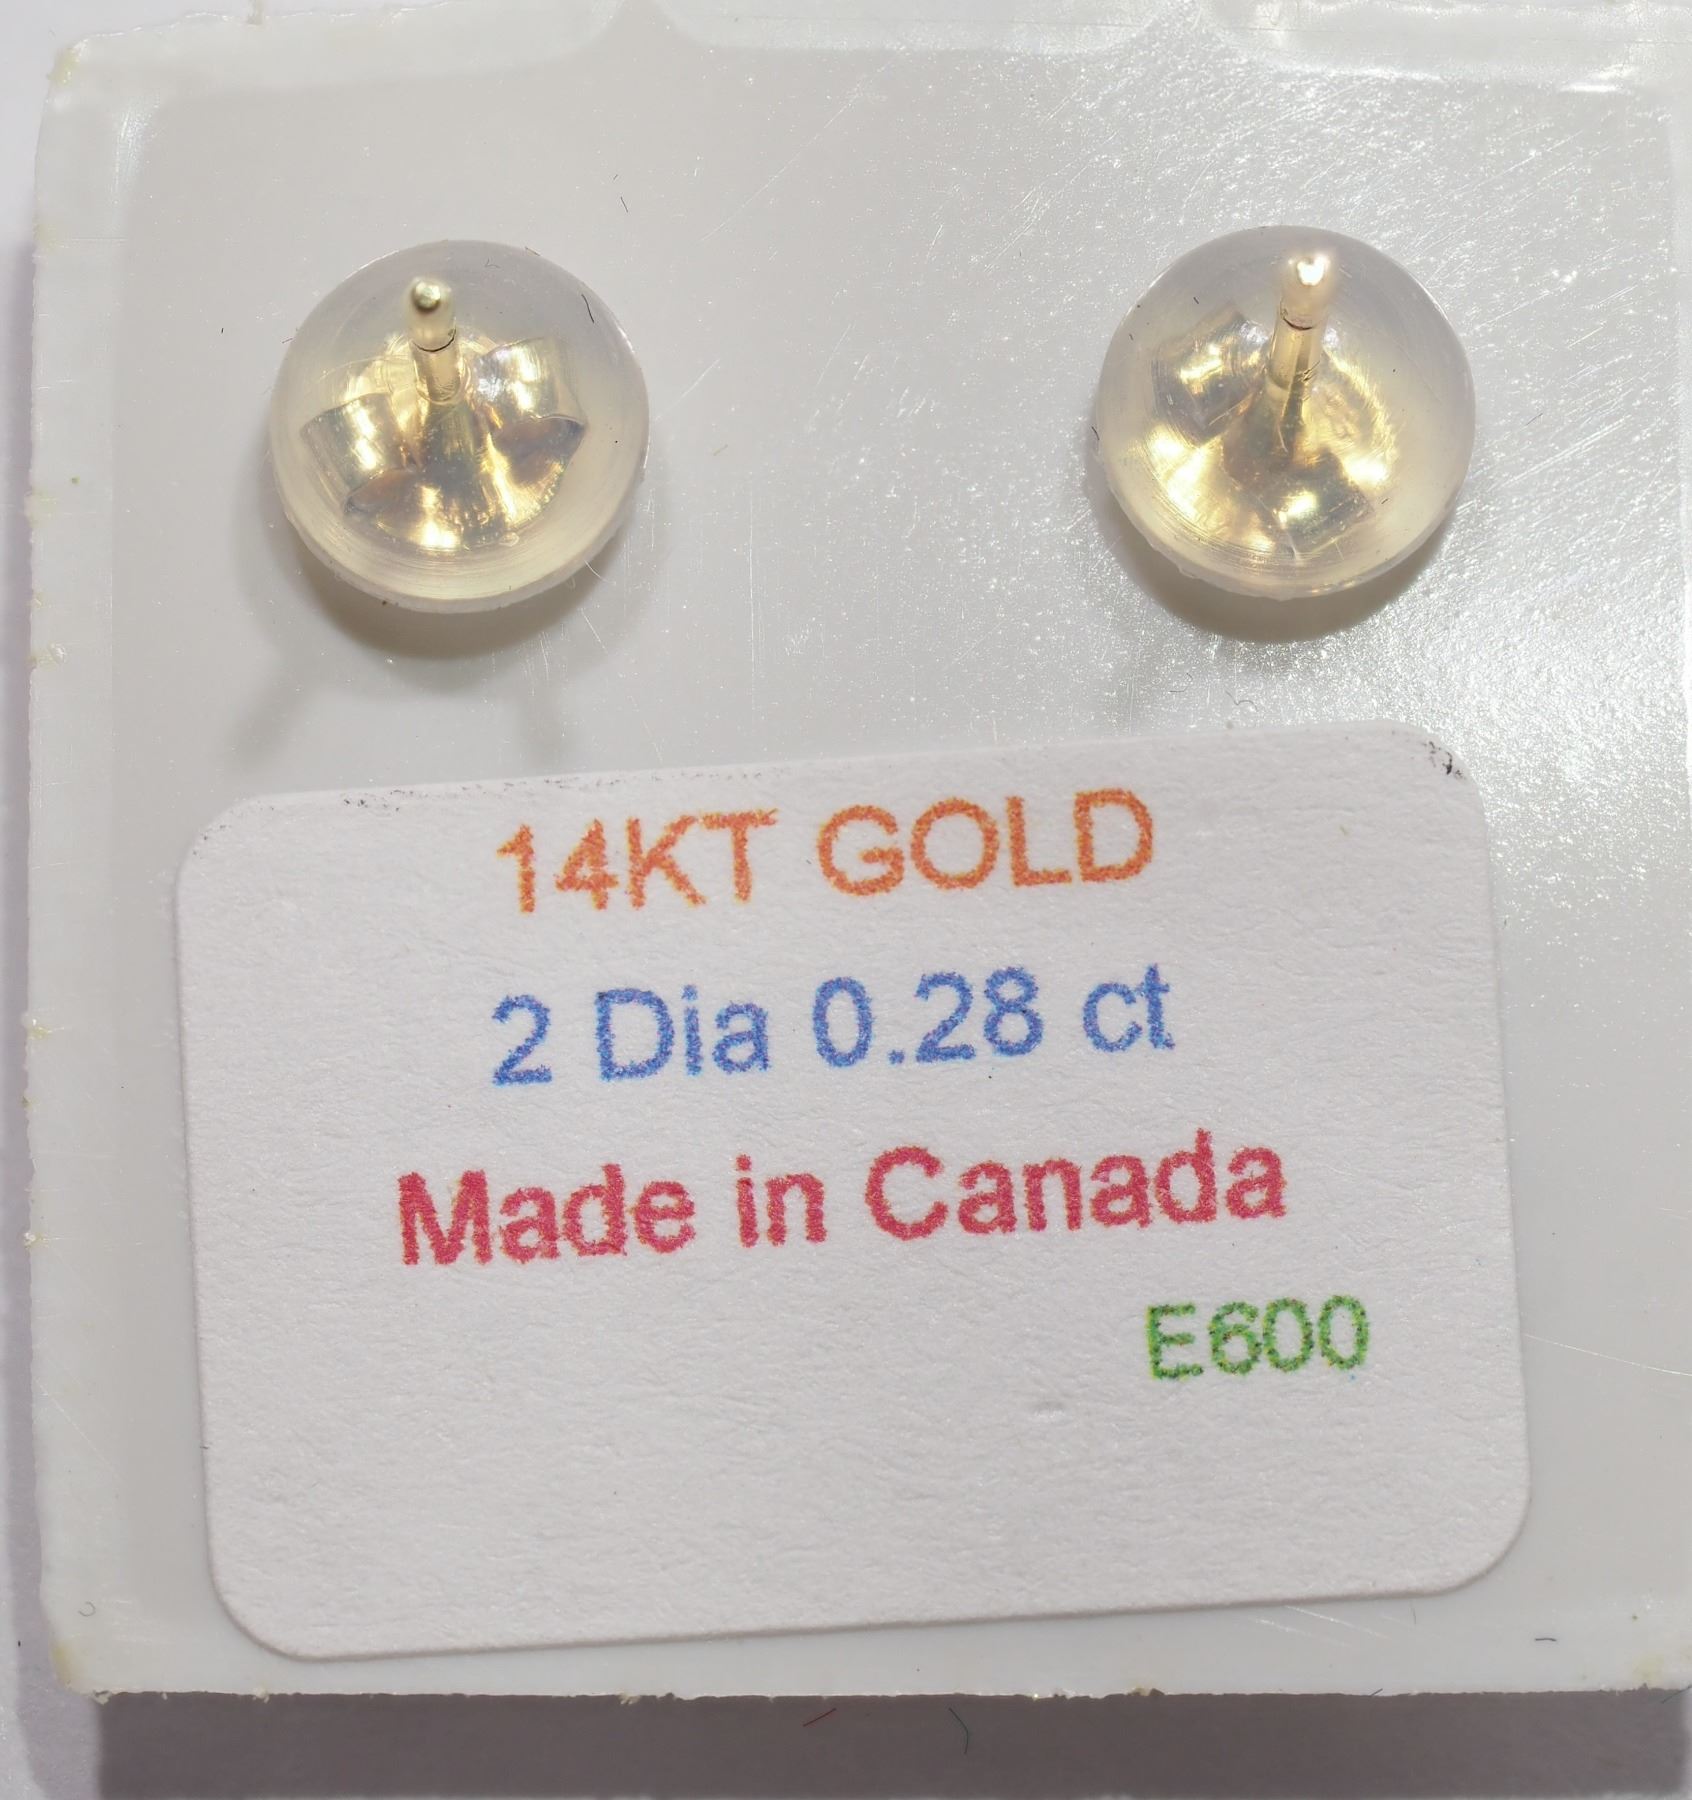 14KT GOLD
2 Dia 0.28 ct
Made in Canada
E600